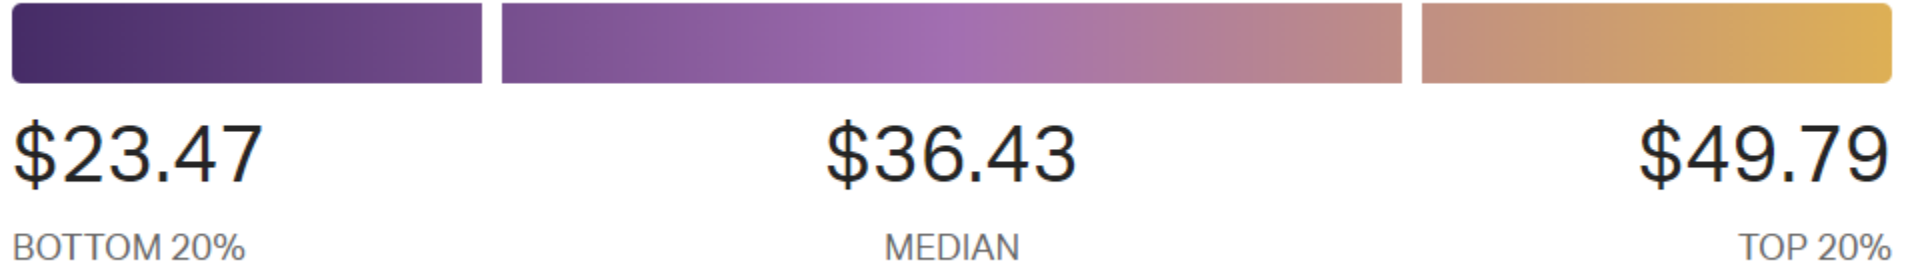 $23.47 $36.43 $49.79
BOTTOM 20% MEDIAN TOP 20%